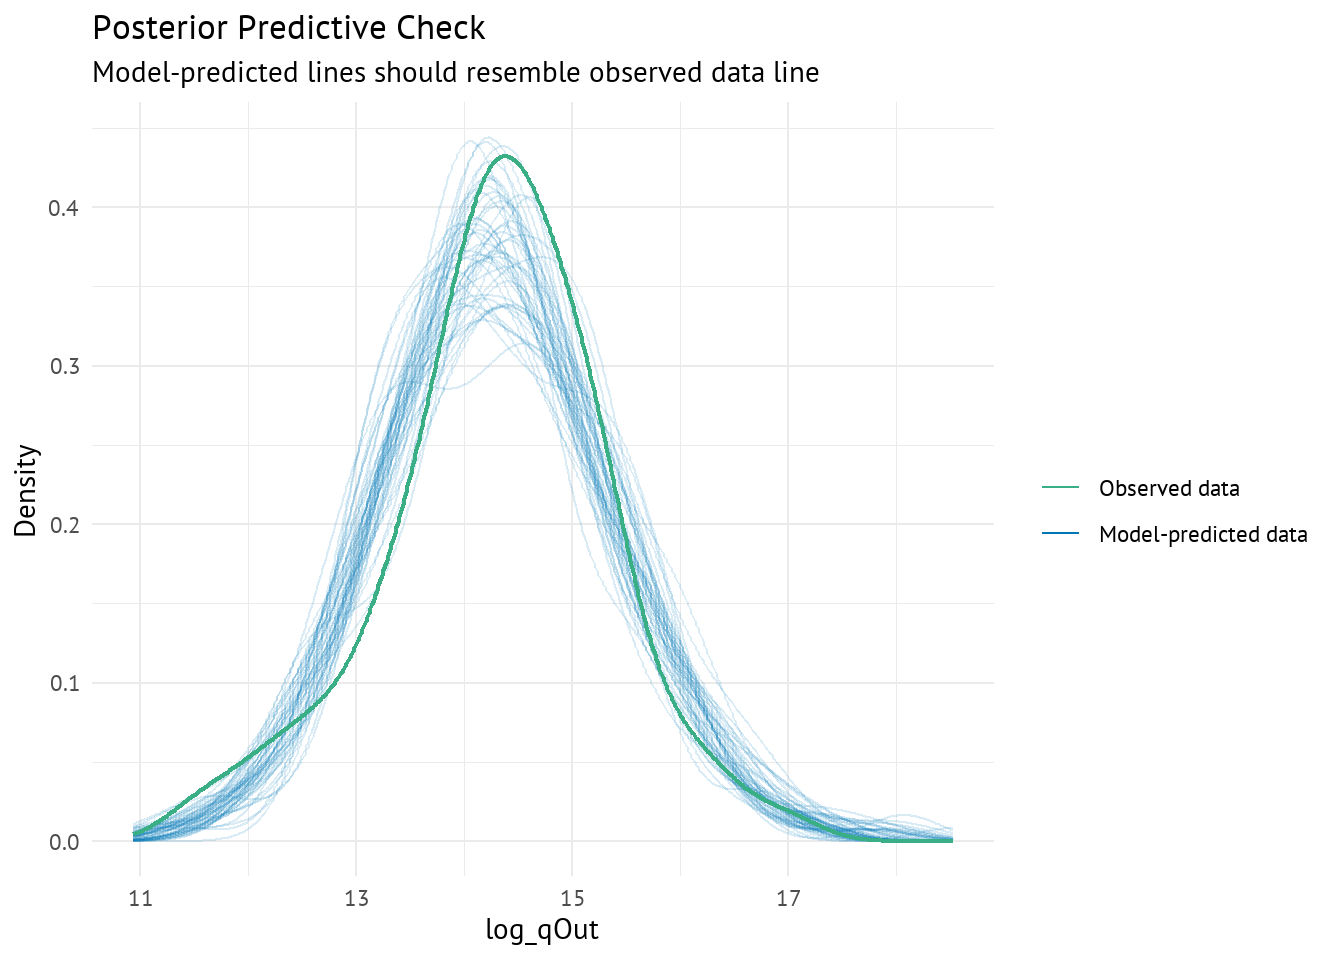 Posterior Predictive Check
Model-predicted lines should resemble observed data line
0.4
0.3
0.2
0.1
0.0
Density
11
13
15
17
log_qOut
Observed data
Model-predicted data